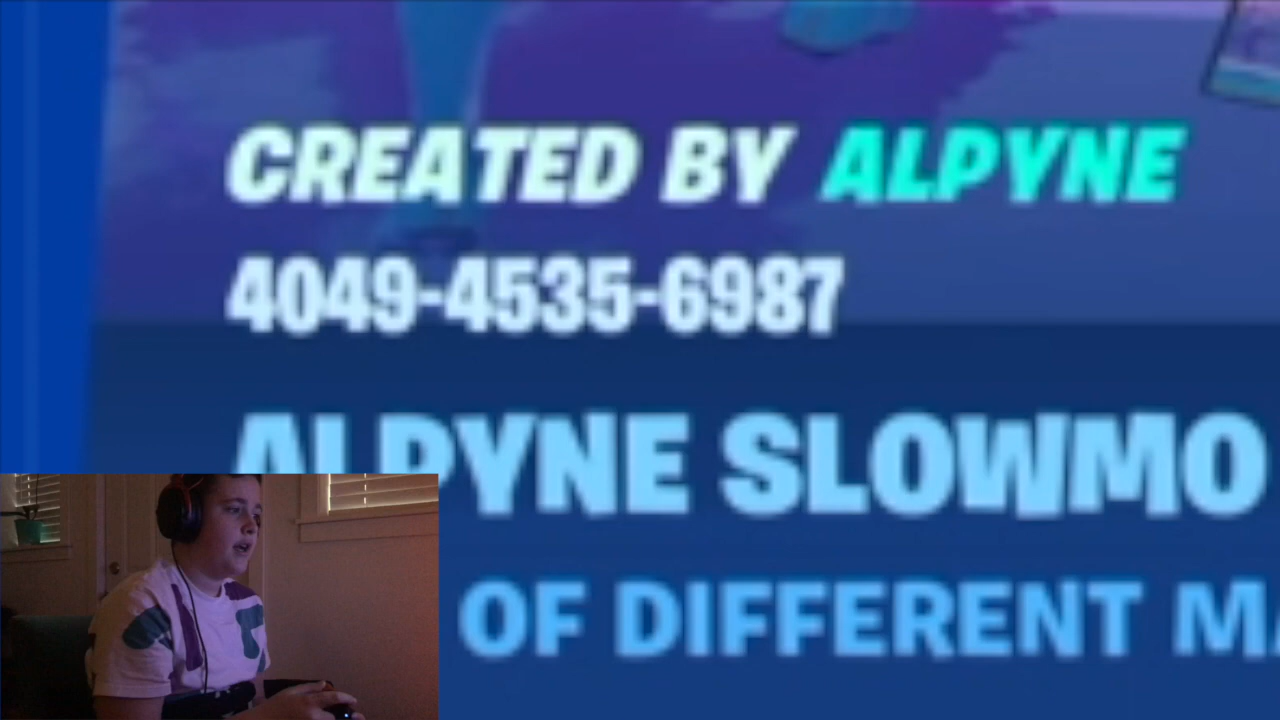 CREATED BY ALPYNE
4049-4535-6987
ALPYNE SLOWMO
OF DIFFERENT